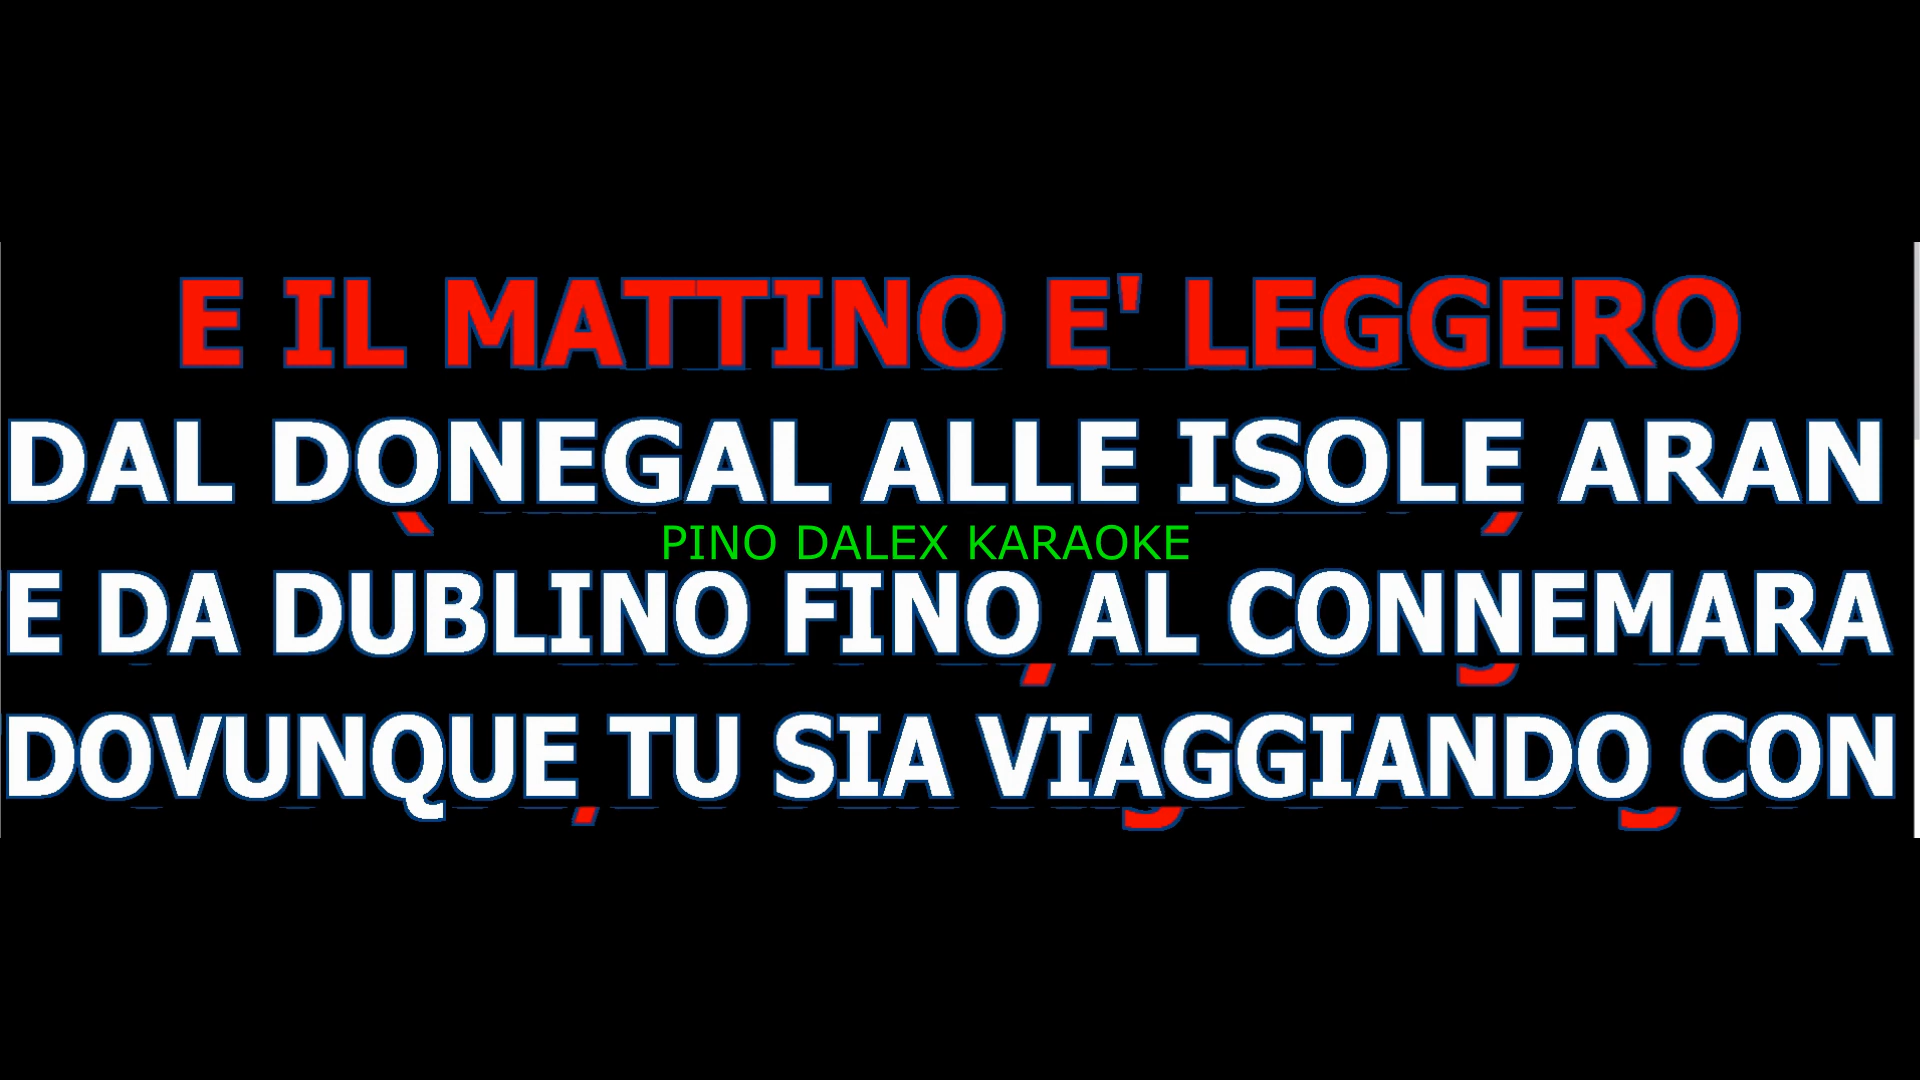 E IL MATTINO E' LEGGERO
DAL DONEGAL ALLE ISOLE ARAN
PINO DALEX KARAOKE
E DA DUBLINO FINO AL CONNEMARA
DOVUNQUE TU SIA VIAGGIANDO CON